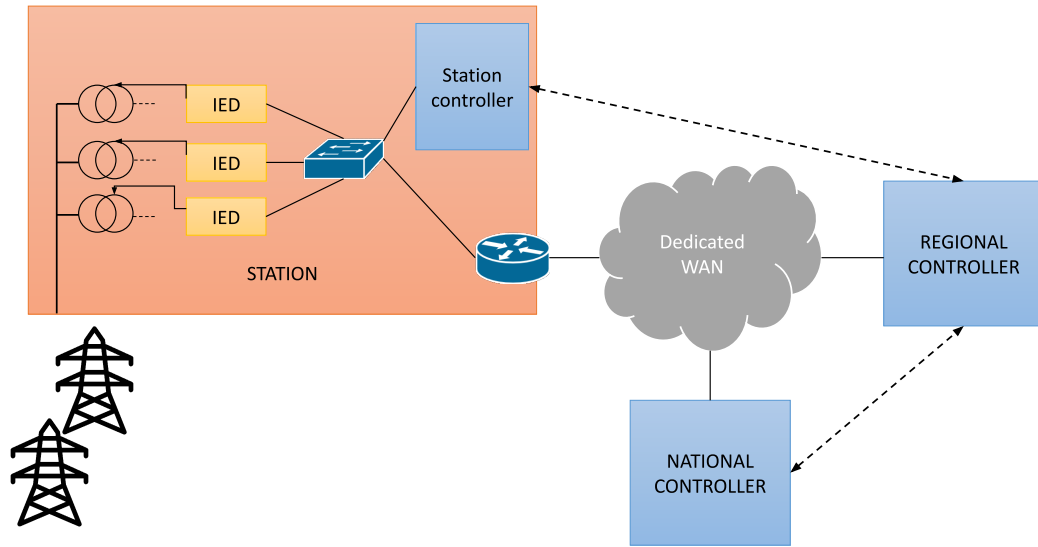 Station
controller
IED
IED
IED
STATION
Dedicated
WAN
REGIONAL
CONTROLLER
NATIONAL
CONTROLLER